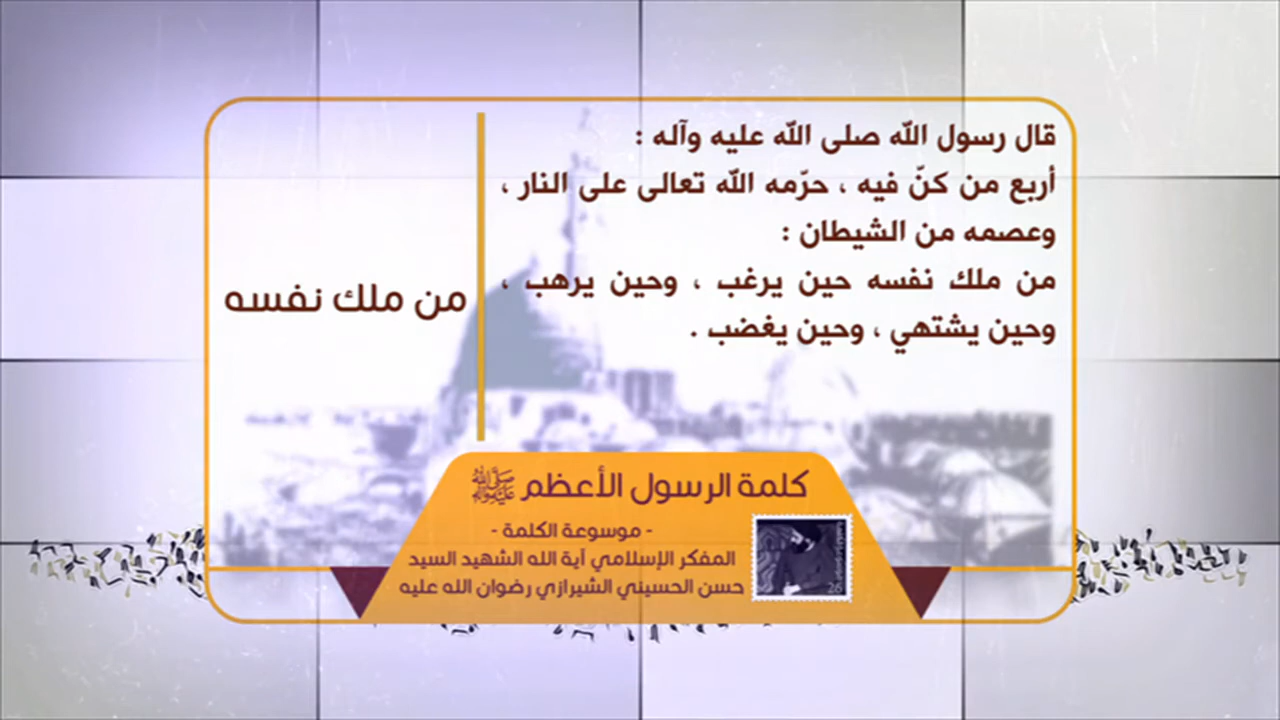 قال رسول الله صلى الله عليه وآله :
أربع من كنّ فيه ، حرّمه الله تعالى على النار ،
وعصمه من الشيطان :
من ملك نفسه حين يرغب ، وحين يرهب ،
وحين يشتهي ، وحين يغضب .
من ملك نفسه
كلمة الرسول الأعظم ﷺ
- موسوعة الكلمة -
المفكر الإسلامي آية الله الشهيد السيد
حسن الحسيني الشيرازي رضوان الله عليه
26